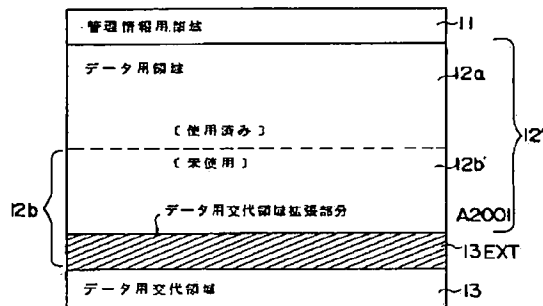 管理情報用領域
11
データ用領域
12a
〔使用済み〕
12'
〔未使用〕
12b'
12b
データ用交代領域拡張部分
A2001
13EXT
データ用交代領域
13